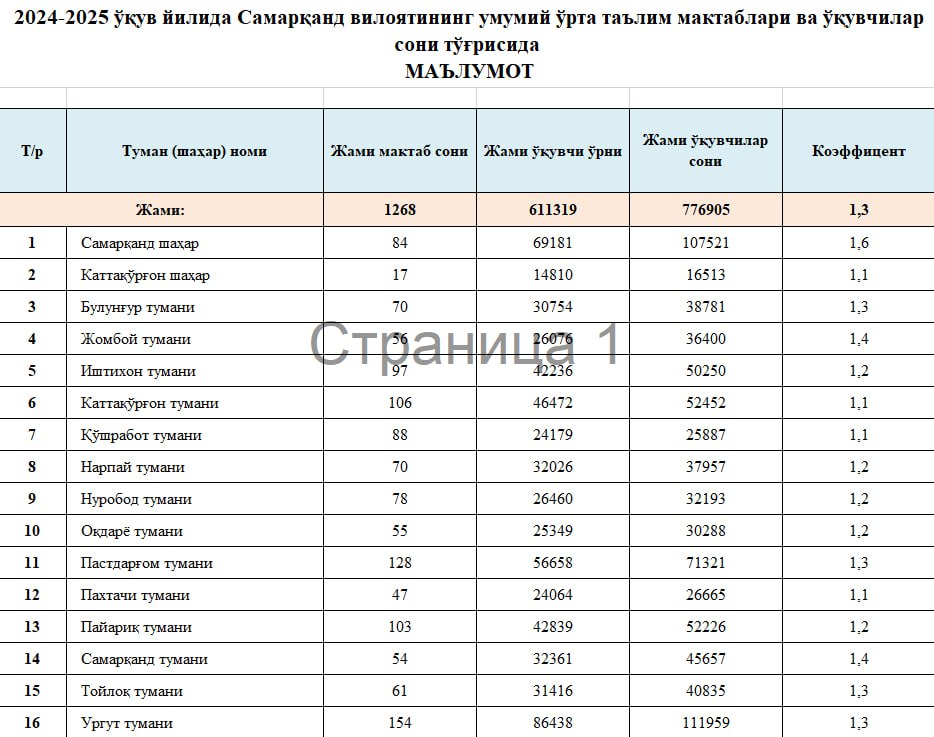 2024-2025 ўқув йилида Самарқанд вилоятининг умумий ўрта таълим мактаблари ва ўқувчилар
сони тўғрисида
МАЪЛУМОТ
Т/р Туман (шаҳар) номи Жами мактаб сони Жами ўқувчи ўрни Жами ўқувчилар сони Коэффицент
Жами: 1268 611319 776905 1,3
1 Самарқанд шаҳар 84 69181 107521 1,6
2 Каттақўрғон шаҳар 17 14810 16513 1,1
3 Булунғур тумани 70 30754 38781 1,3
4 Жомбой тумани 56 26076 36400 1,4
Страница 1
5 Иштихон тумани 97 42236 50250 1,2
6 Каттақўрғон тумани 106 46472 52452 1,1
7 Қўшработ тумани 88 24179 25887 1,1
8 Нарпай тумани 70 32026 37957 1,2
9 Нуробод тумани 78 26460 32193 1,2
10 Оқдарё тумани 55 25349 30288 1,2
11 Пастдарғом тумани 128 56658 71321 1,3
12 Пахтачи тумани 47 24064 26665 1,1
13 Пайариқ тумани 103 42839 52226 1,2
14 Самарқанд тумани 54 32361 45657 1,4
15 Тойлоқ тумани 61 31416 40835 1,3
16 Ургут тумани 154 86438 111959 1,3